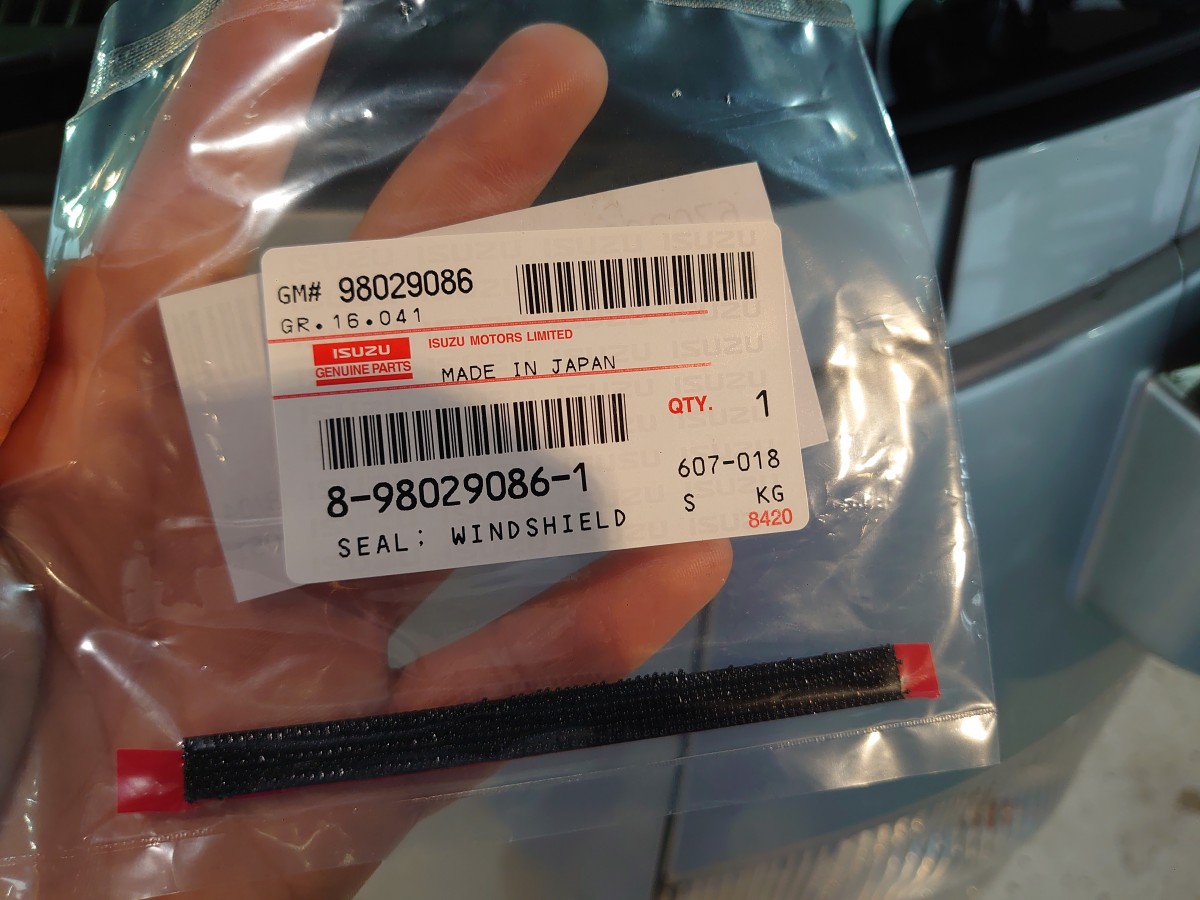 GM# 98029086
GR.16.041
ISUZU
GENUINE PARTS
ISUZU MOTORS LIMITED
MADE IN JAPAN
QTY. 1
8-98029086-1
607-018
SEAL; WINDSHIELD
S KG
8420